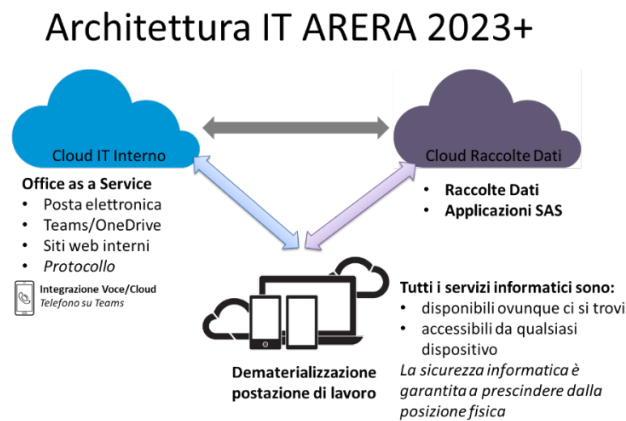 Architettura IT ARERA 2023+
Cloud IT Interno
Cloud Raccolte Dati
Office as a Service
• Posta elettronica
• Teams/OneDrive
• Siti web interni
• Protocollo
Integrazione Voce/Cloud
Telefono su Teams
• Raccolte Dati
• Applicazioni SAS
Dematerializzazione
postazione di lavoro
Tutti i servizi informatici sono:
• disponibili ovunque ci si trovi
• accessibili da qualsiasi
dispositivo
La sicurezza informatica è
garantita a prescindere dalla
posizione fisica